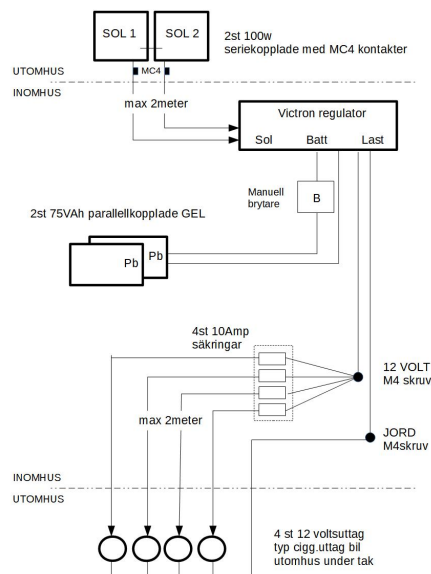 SOL 1
SOL 2
2st 100w
seriekopplade med MC4 kontakter
MC4
UTOMHUS
INOMHUS
max 2meter
Victron regulator
Sol Batt Last
Manuell
brytare
B
2st 75VAh parallellkopplade GEL
Pb
Pb
4st 10Amp
säkringar
12 VOLT
M4 skruv
max 2meter
JORD
M4skruv
INOMHUS
UTOMHUS
4 st 12 voltsuttag
typ cigg.uttag bil
utomhus under tak